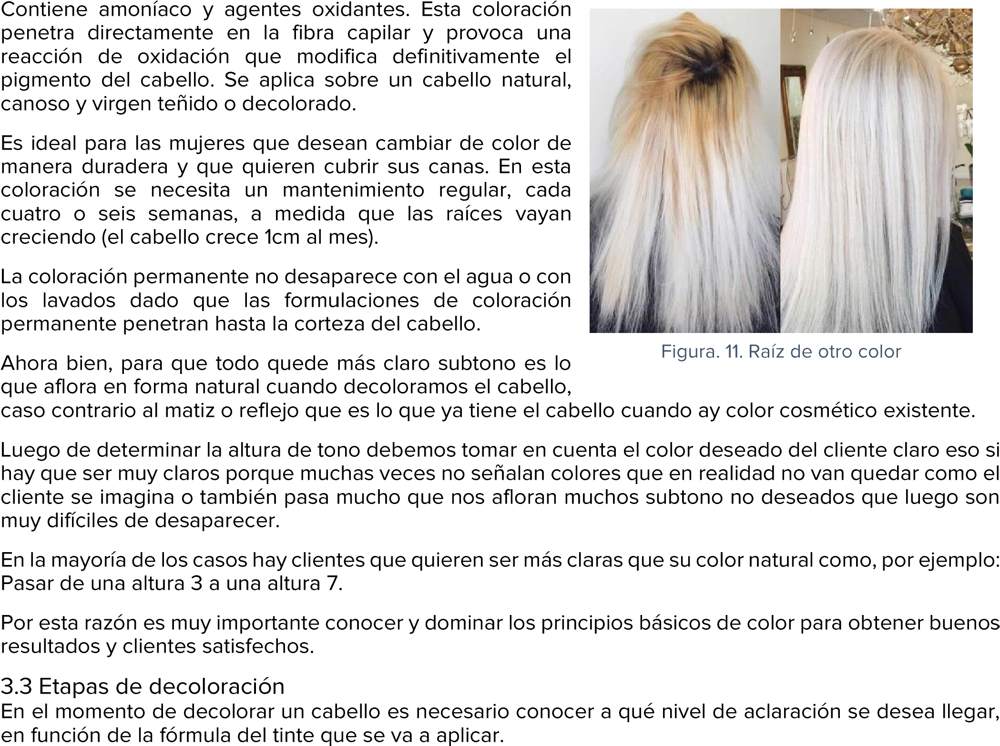 Contiene amoníaco y agentes oxidantes. Esta coloración
penetra directamente en la fibra capilar y provoca una
reacción de oxidación que modifica definitivamente el
pigmento del cabello. Se aplica sobre un cabello natural,
canoso y virgen teñido o decolorado.
Es ideal para las mujeres que desean cambiar de color de
manera duradera y que quieren cubrir sus canas. En esta
coloración se necesita un mantenimiento regular, cada
cuatro o seis semanas, a medida que las raíces vayan
creciendo (el cabello crece 1cm al mes).
La coloración permanente no desaparece con el agua o con
los lavados dado que las formulaciones de coloración
permanente penetran hasta la corteza del cabello.
Figura. 11. Raíz de otro color
Ahora bien, para que todo quede más claro subtono es lo
que aflora en forma natural cuando decoloramos el cabello,
caso contrario al matiz o reflejo que es lo que ya tiene el cabello cuando ay color cosmético existente.
Luego de determinar la altura de tono debemos tomar en cuenta el color deseado del cliente claro eso si
hay que ser muy claros porque muchas veces no señalan colores que en realidad no van quedar como el
cliente se imagina o también pasa mucho que nos afloran muchos subtono no deseados que luego son
muy difíciles de desaparecer.
En la mayoría de los casos hay clientes que quieren ser más claras que su color natural como, por ejemplo:
Pasar de una altura 3 a una altura 7.
Por esta razón es muy importante conocer y dominar los principios básicos de color para obtener buenos
resultados y clientes satisfechos.
3.3 Etapas de decoloración
En el momento de decolorar un cabello es necesario conocer a qué nivel de aclaración se desea llegar,
en función de la fórmula del tinte que se va a aplicar.